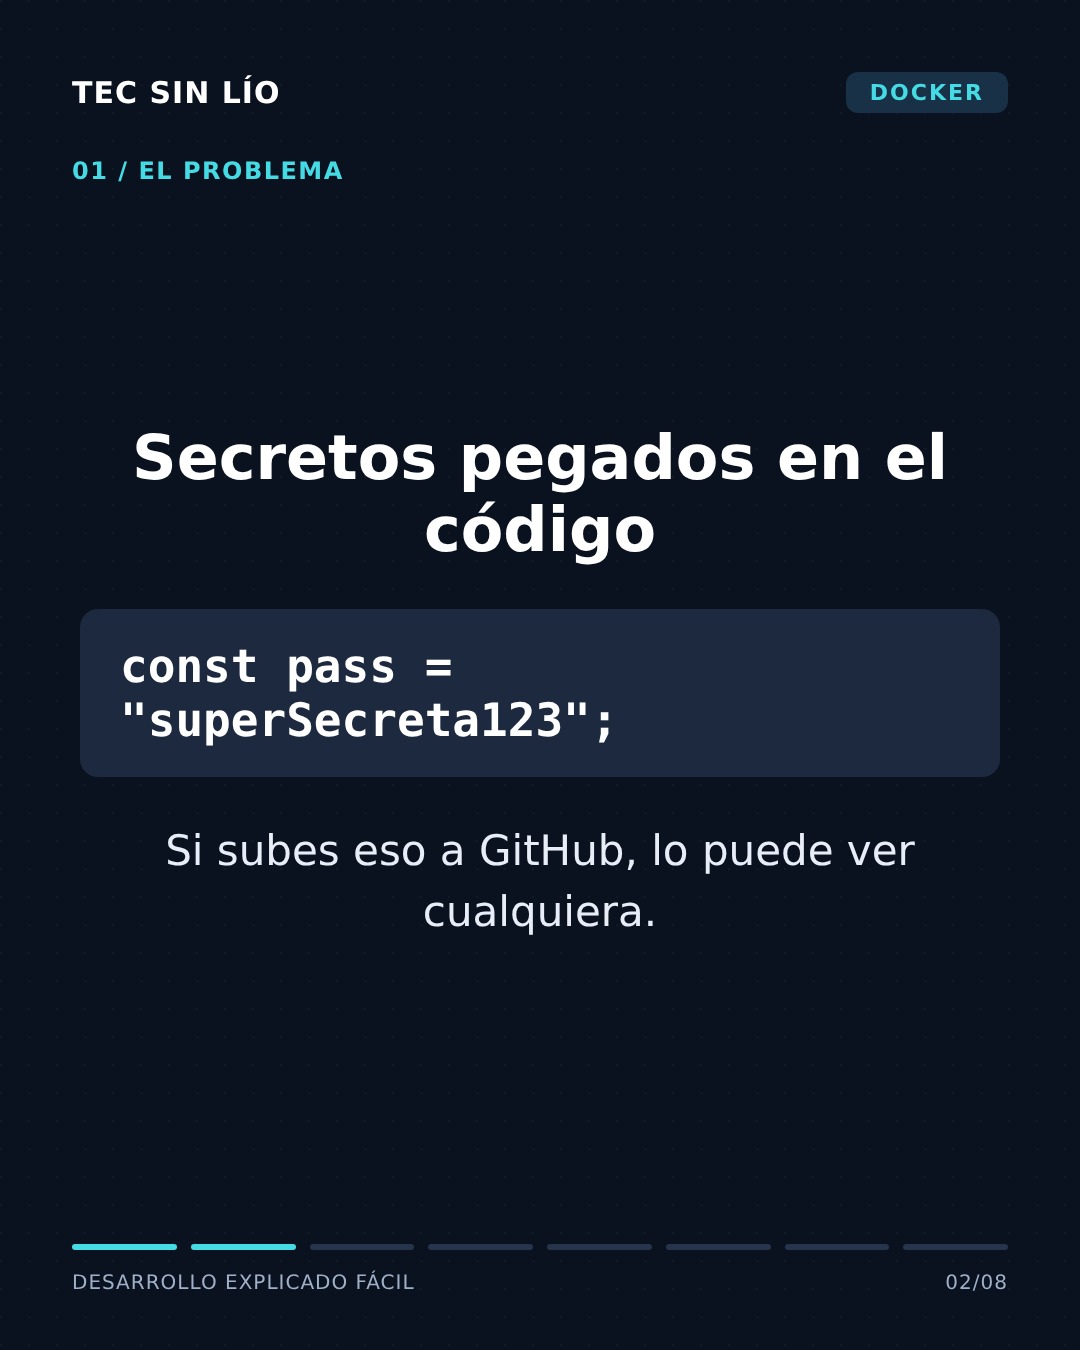 TEC SIN LÍO
DOCKER
01 / EL PROBLEMA
Secretos pegados en el
código
const pass =
"superSecreta123";
Si subes eso a GitHub, lo puede ver
cualquiera.
DESARROLLO EXPLICADO FÁCIL
02/08